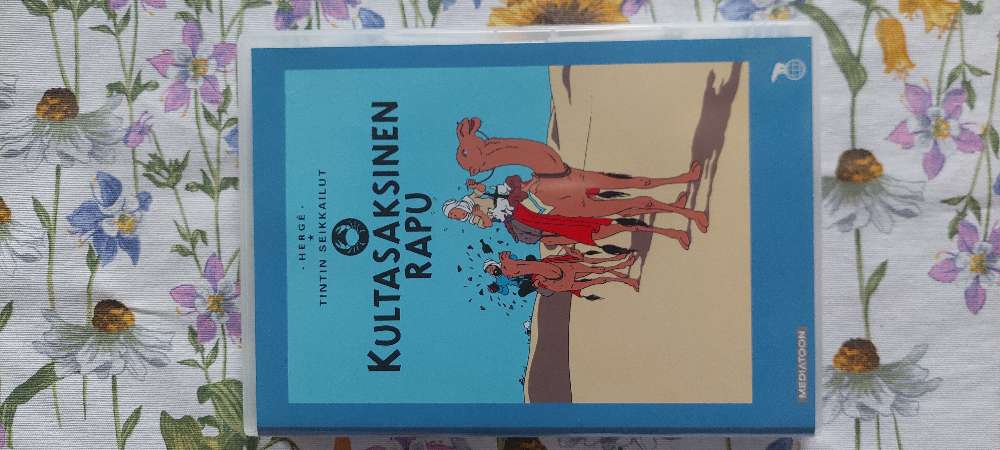 · HERGÉ ·
TINTIN SEIKKAILUT
KULTASAKSINEN
RAPU
MEDIATOON